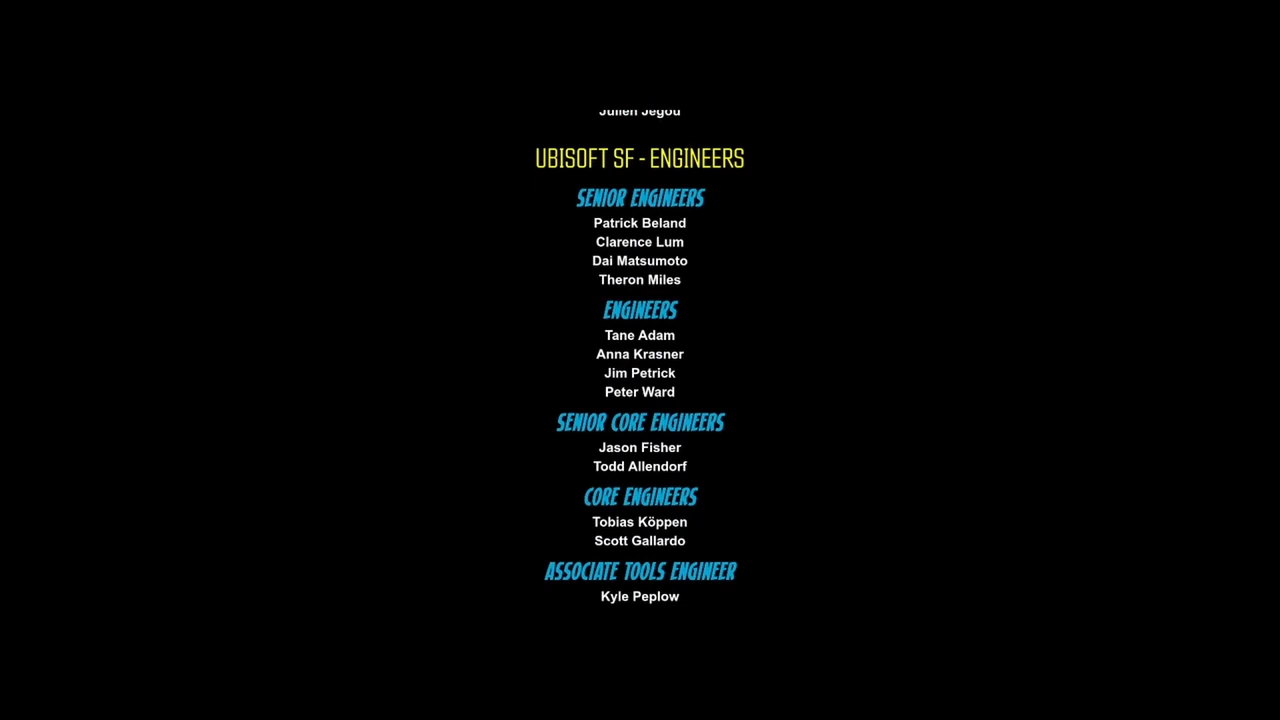 Julien Jegou
UBISOFT SF - ENGINEERS
SENIOR ENGINEERS
Patrick Beland
Clarence Lum
Dai Matsumoto
Theron Miles
ENGINEERS
Tane Adam
Anna Krasner
Jim Petrick
Peter Ward
SENIOR CORE ENGINEERS
Jason Fisher
Todd Allendorf
CORE ENGINEERS
Tobias Köppen
Scott Gallardo
ASSOCIATE TOOLS ENGINEER
Kyle Peplow